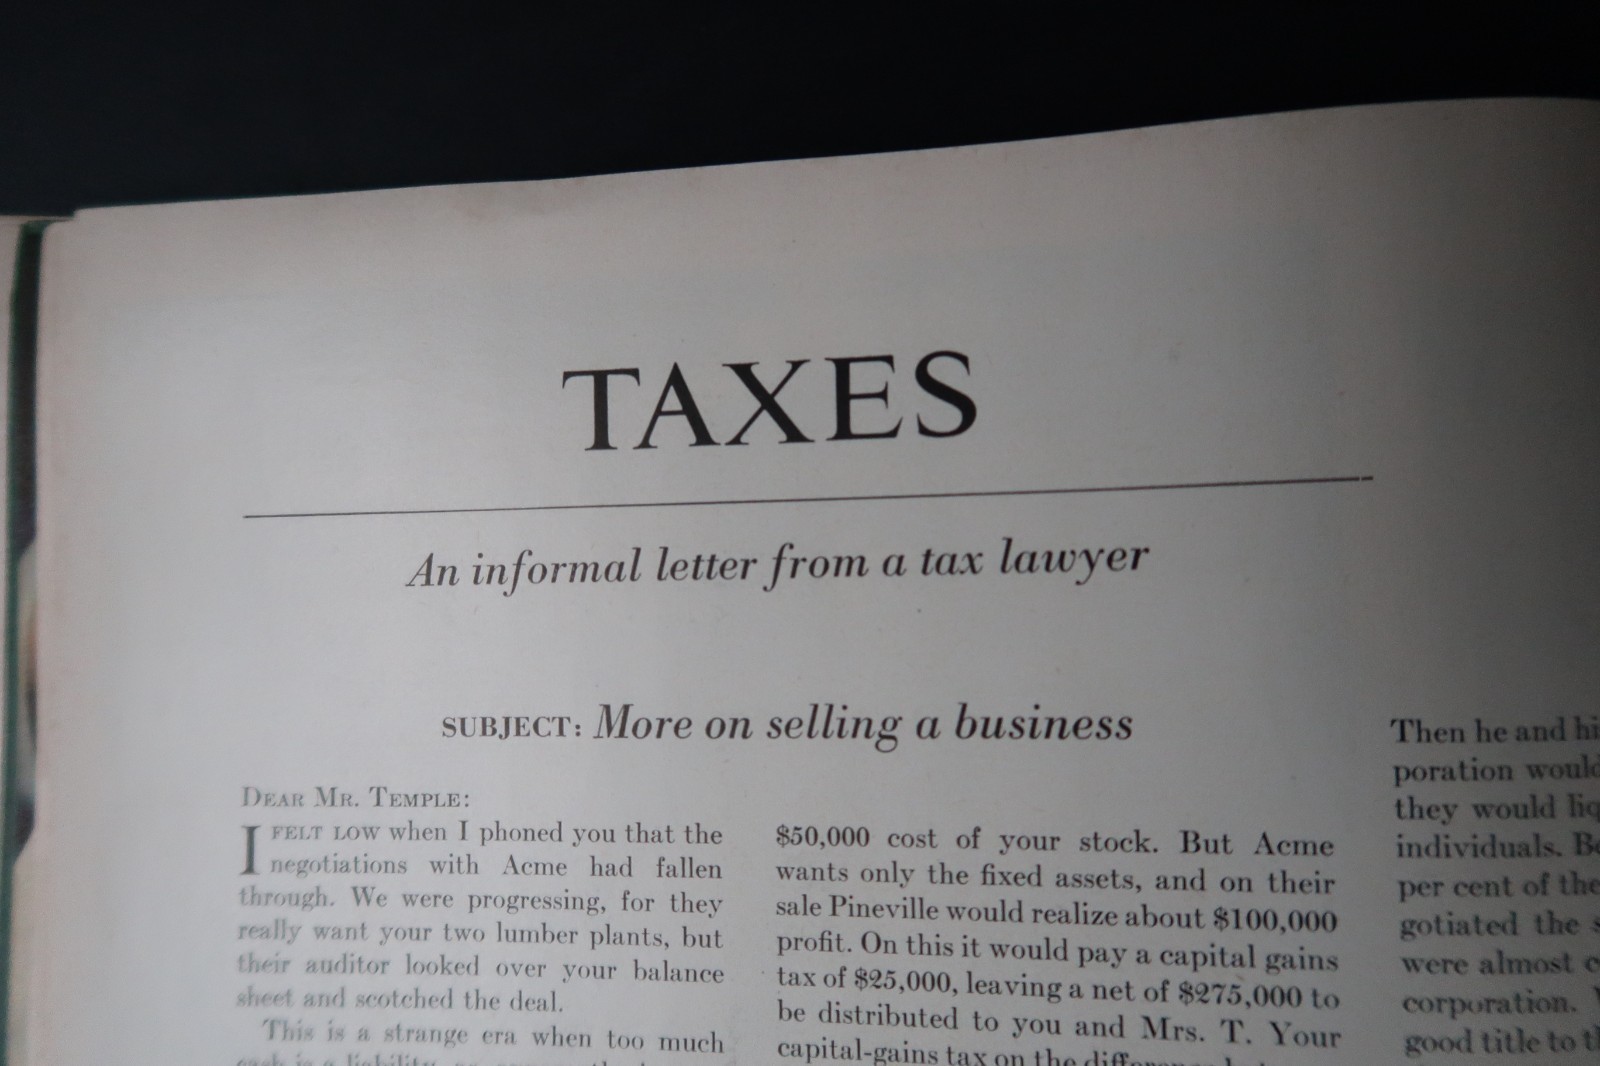 TAXES
An informal letter from a tax lawyer
SUBJECT: More on selling a business
DEAR MR. TEMPLE:
I FELT LOW when I phoned you that the
negotiations with Acme had fallen
through. We were progressing, for they
really want your two lumber plants, but
their auditor looked over your balance
sheet and scotched the deal.
This is a strange era when too much
$50,000 cost of your stock. But Acme
wants only the fixed assets, and on their
sale Pineville would realize about $100,000
profit. On this it would pay a capital gains
tax of $25,000, leaving a net of $275,000 to
be distributed to you and Mrs. T. Your
capital-gains tax on the
Then he and
poration
they would
individuals.
per cent of the
gotiated the
were almost
corporation.
good title to